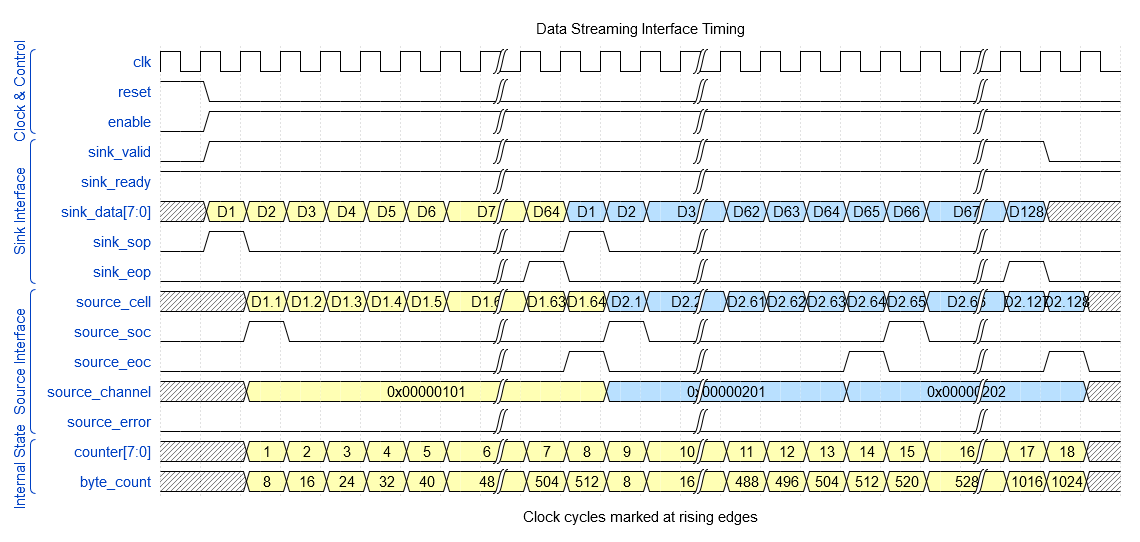 Data Streaming Interface Timing
Clock & Control
clk
reset
enable
Sink Interface
sink_valid
sink_ready
sink_data[7:0] D1 D2 D3 D4 D5 D6 D7 D64 D1 D2 D3 D62 D63 D64 D65 D66 D67 D128
sink_sop
sink_eop
Source Interface
source_cell D1.1 D1.2 D1.3 D1.4 D1.5 D1.6 D1.63 D1.64 D2.1 D2.2 D2.61 D2.62 D2.63 D2.64 D2.65 D2.66 D2.127 D2.128
source_soc
source_eoc
source_channel 0x00000101 0x00000201 0x00000202
source_error
Internal State
counter[7:0] 1 2 3 4 5 6 7 8 9 10 11 12 13 14 15 16 17 18
byte_count 8 16 24 32 40 48 504 512 8 16 488 496 504 512 520 528 1016 1024
Clock cycles marked at rising edges